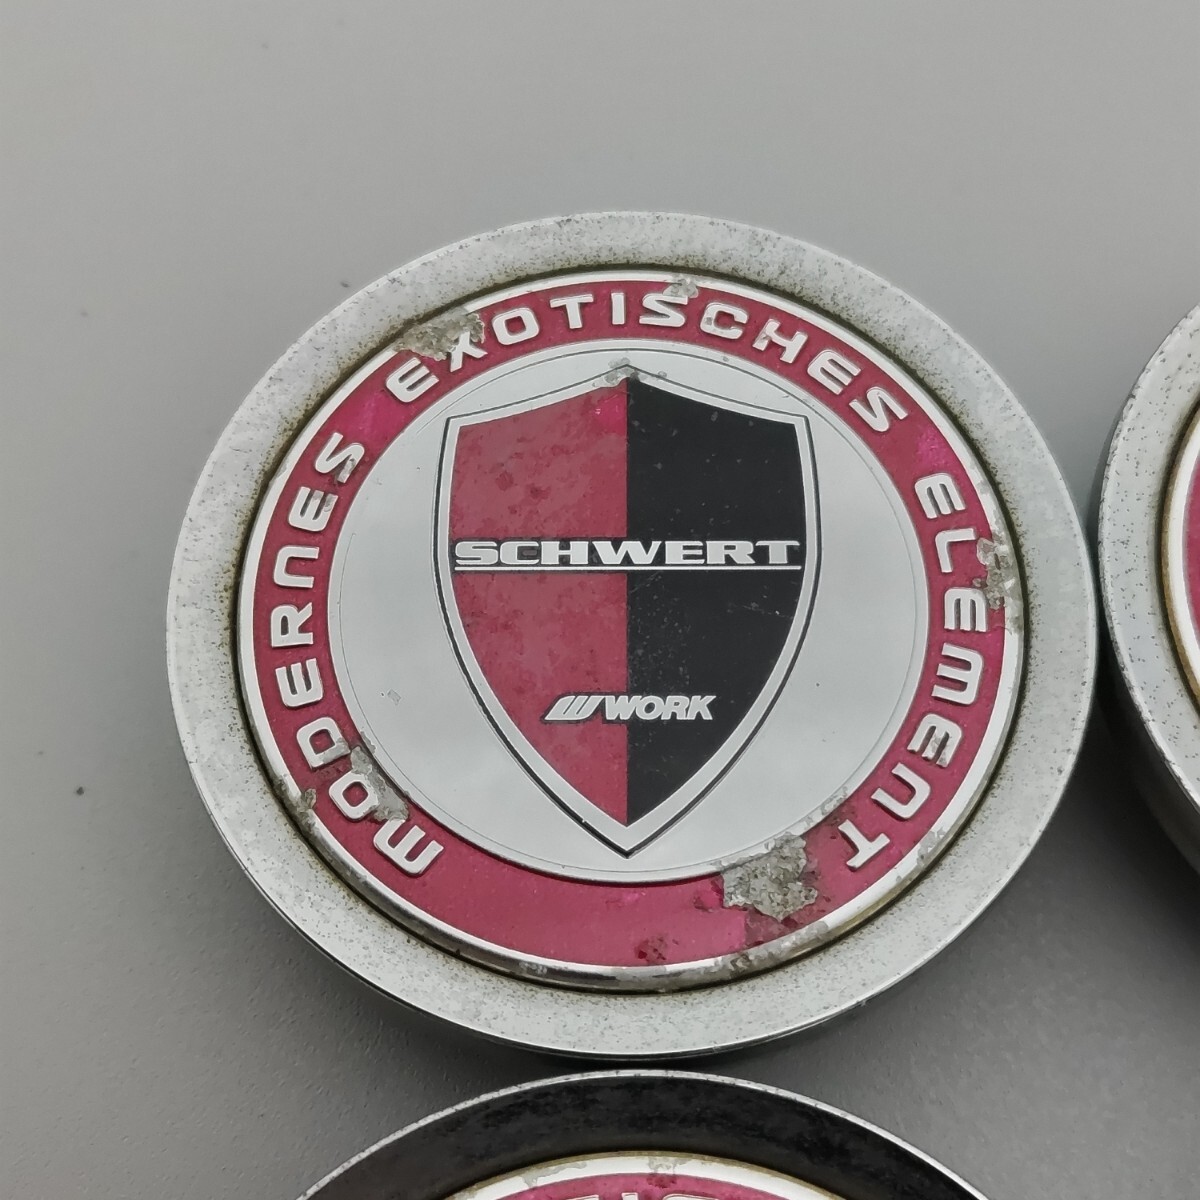 MODERNES EXOTISCHES ELEMENT
SCHWERT
WORK